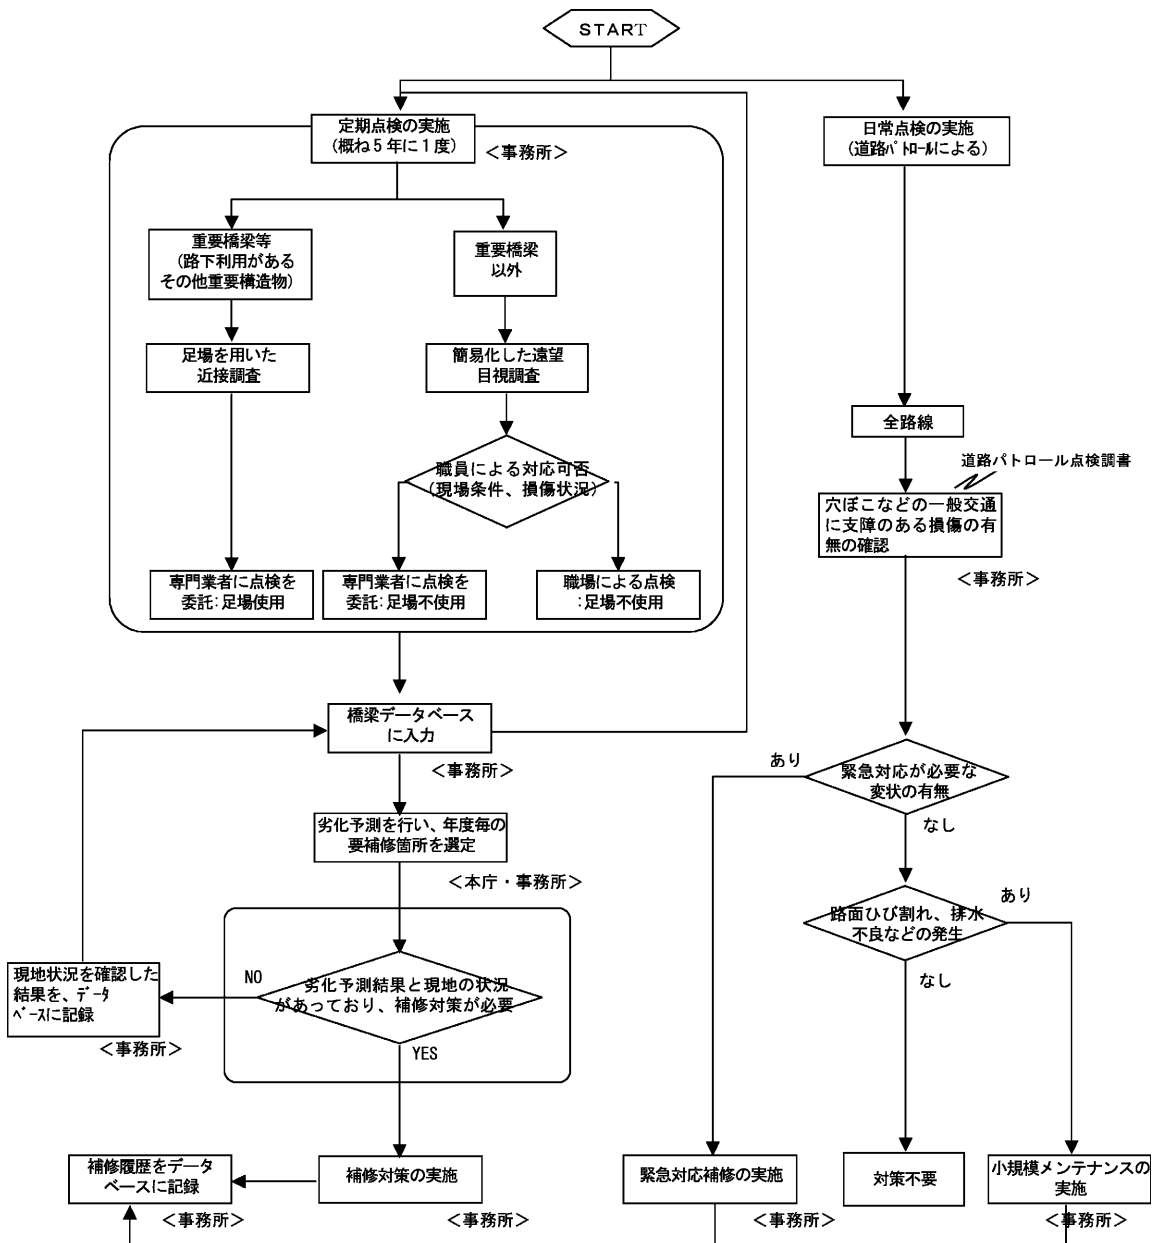 START
定期点検の実施
(概ね5年に1度)
<事務所>
日常点検の実施
(道路ﾊﾟﾄﾛｰﾙによる)
重要橋梁等
(路下利用がある
その他重要構造物)
重要橋梁
以外
足場を用いた
近接調査
簡易化した遠望
目視調査
全路線
職員による対応可否
(現場条件、損傷状況)
道路パトロール点検調書
穴ぼこなどの一般交通
に支障のある損傷の有
無の確認
<事務所>
専門業者に点検を
委託:足場使用
専門業者に点検を
委託:足場不使用
職場による点検
:足場不使用
橋梁データベース
に入力
<事務所>
あり
緊急対応が必要な
変状の有無
なし
劣化予測を行い、年度毎の
要補修箇所を選定
<本庁・事務所>
路面ひび割れ、排水
不良などの発生
あり
なし
現地状況を確認した
結果を、ﾃﾞｰﾀ
ﾍﾞｰｽに記録
<事務所>
NO
劣化予測結果と現地の状況
があっており、補修対策が必要
YES
補修履歴をデータ
ベースに記録
<事務所>
補修対策の実施
<事務所>
緊急対応補修の実施
<事務所>
対策不要
小規模メンテナンスの
実施
<事務所>